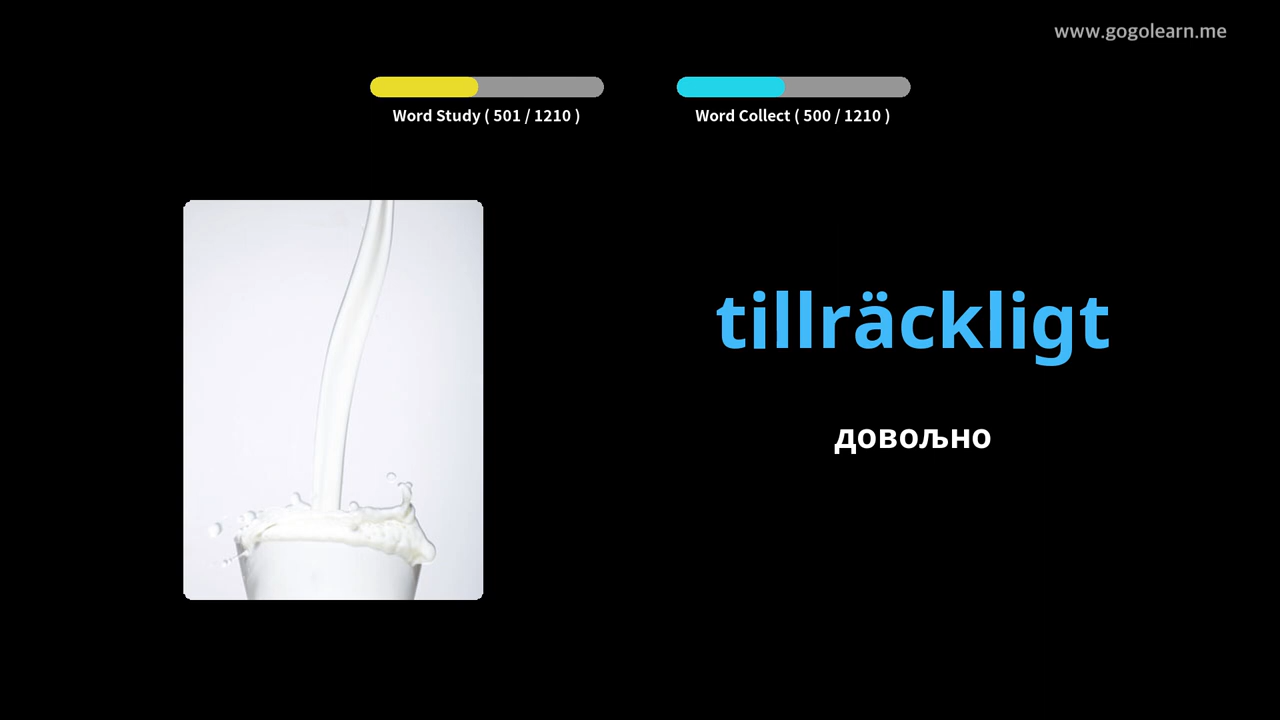 www.gogolearn.me
Word Study ( 501 / 1210 )
Word Collect ( 500 / 1210 )
tillräckligt
довољно